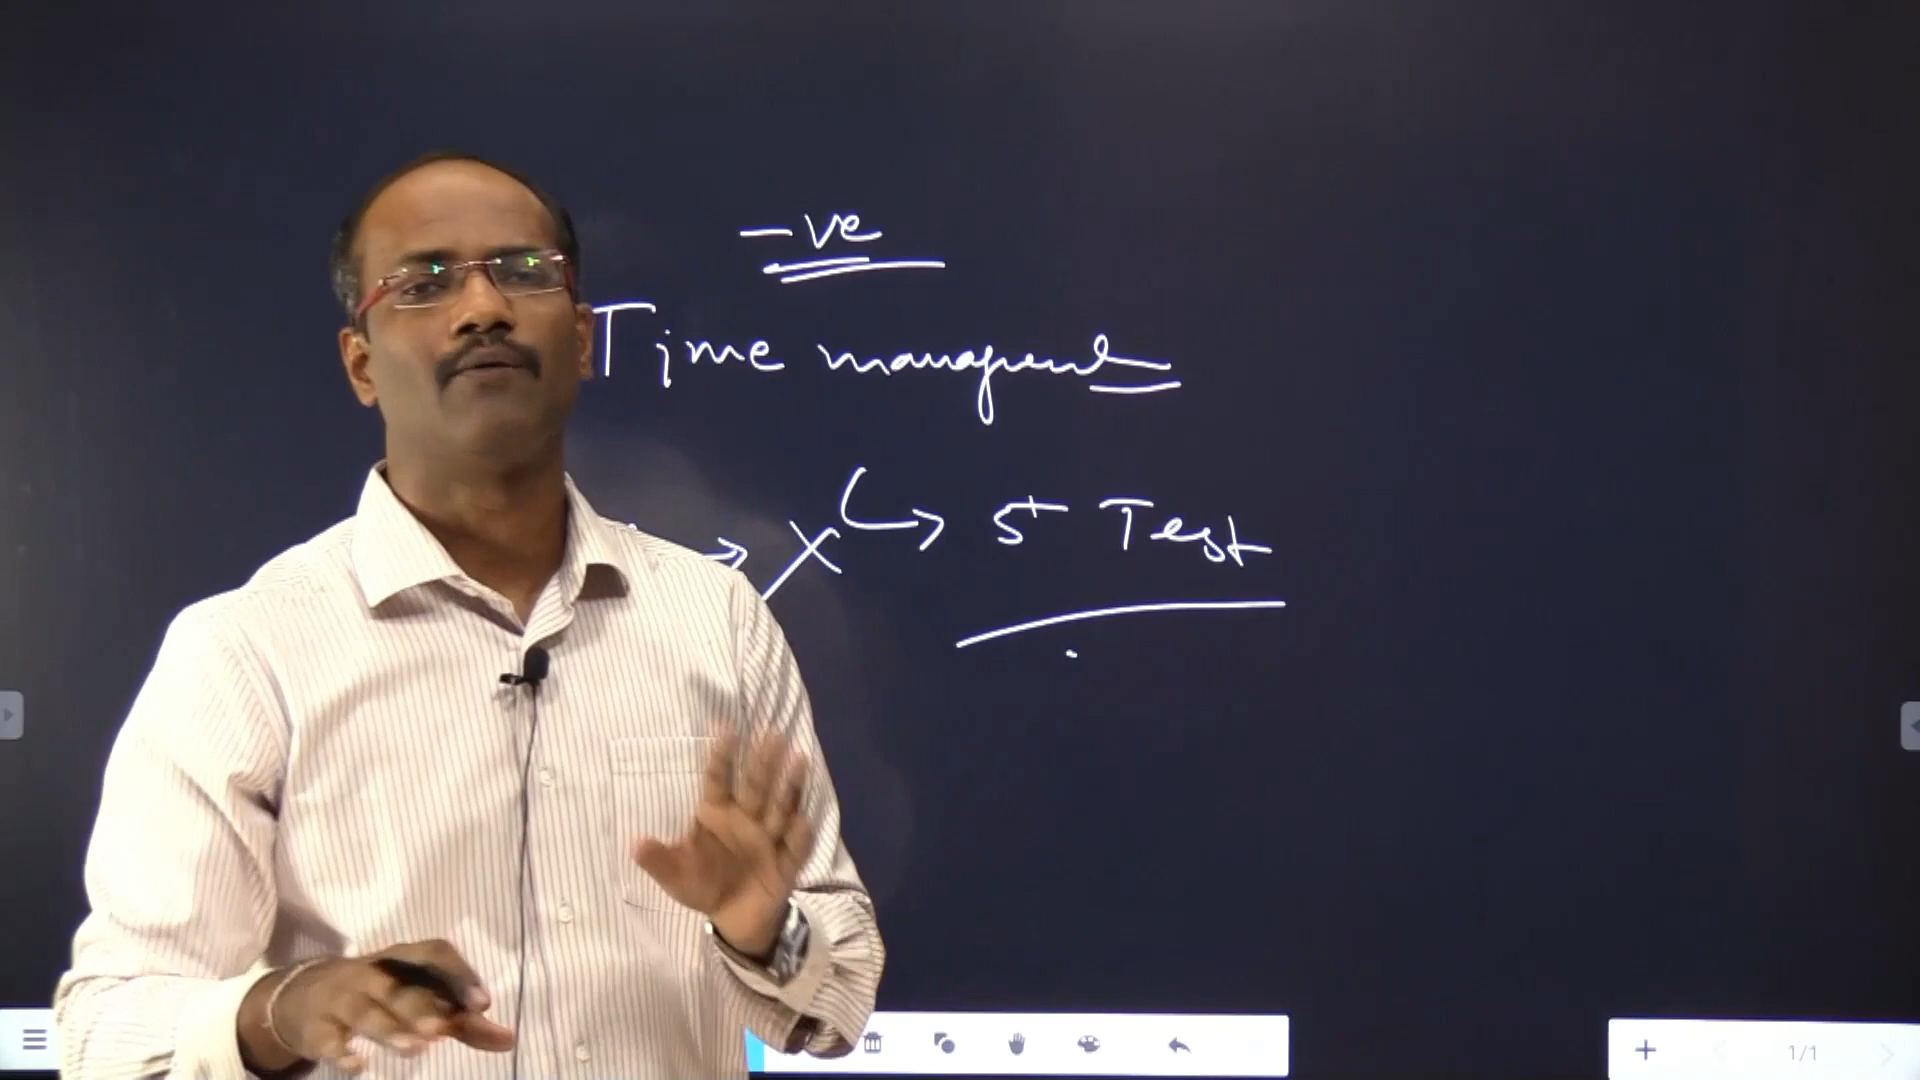 -ve
Time management
→ X → 5+ Test
1/1